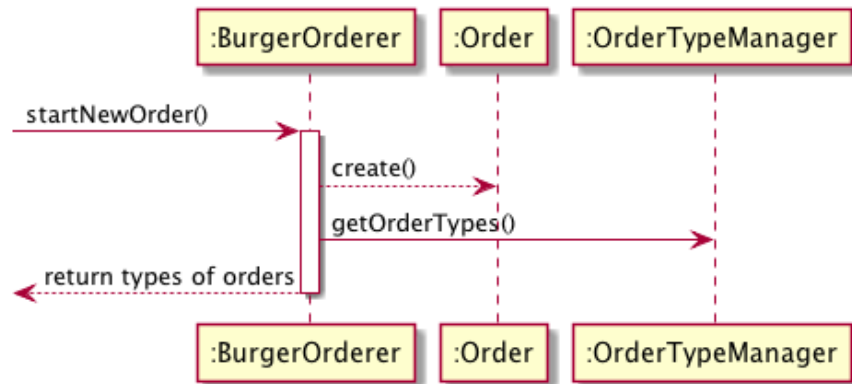 :BurgerOrderer :Order :OrderTypeManager
startNewOrder()
create()
getOrderTypes()
return types of orders
:BurgerOrderer :Order :OrderTypeManager